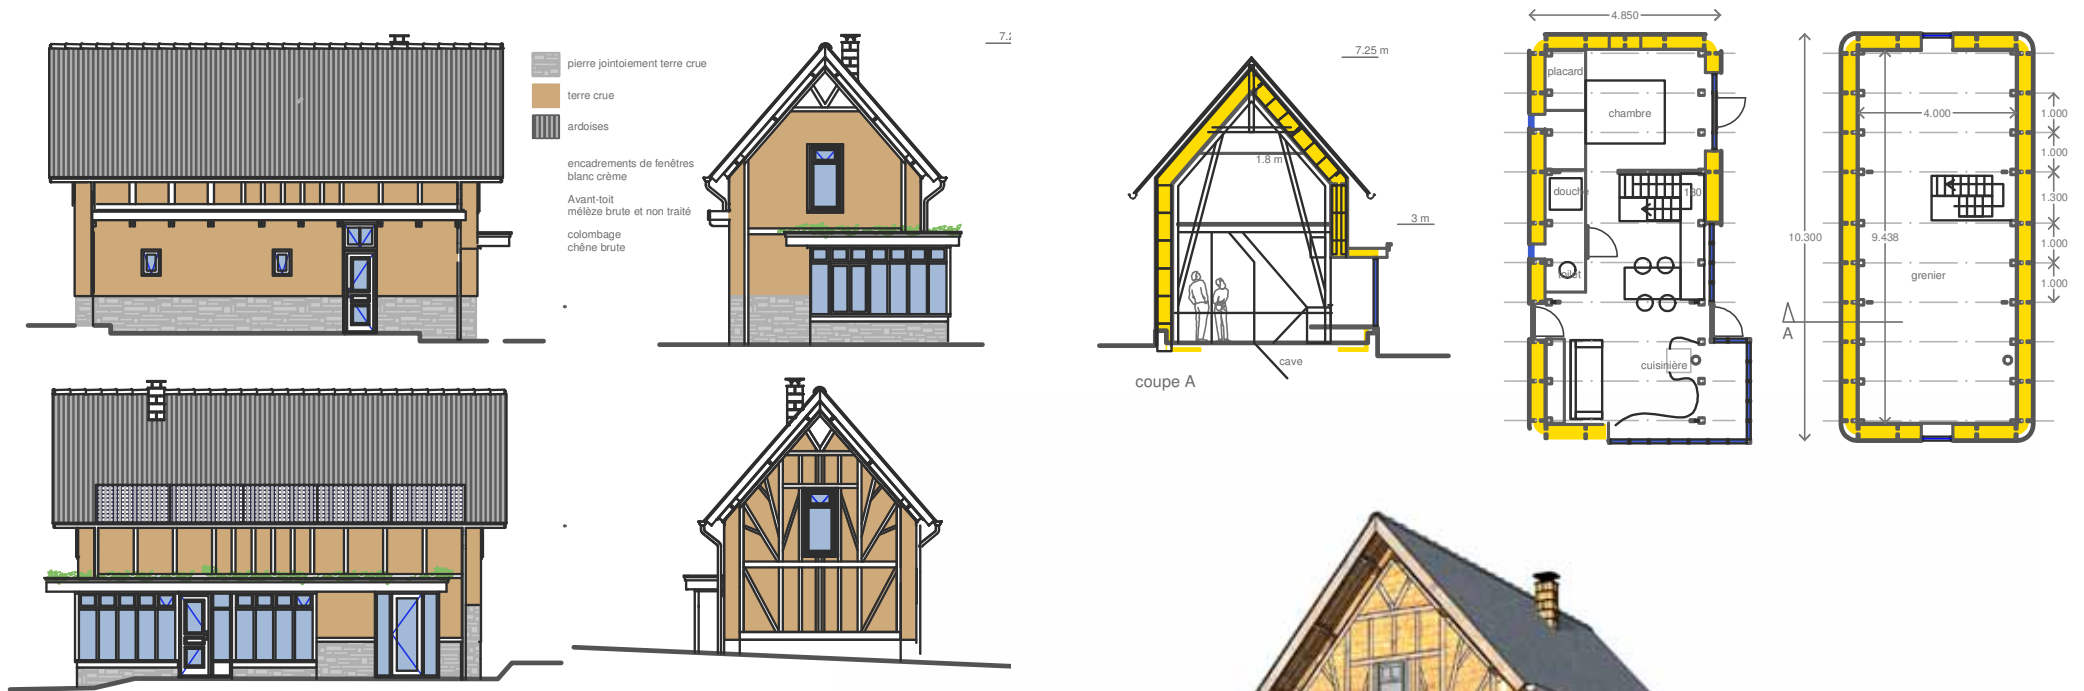 pierre jointoiement terre crue
terre crue
ardoises
encadrements de fenêtres
blanc crème
Avant-toit
mélèze brute et non traité
colombage
chêne brute
7.25 m
1.8 m
3 m
cave
coupe A
4.850
placard
chambre
douche
180
toilet
cuisinière
10.300
9.438
4.000
grenier
A
1.000
1.000
1.300
1.000
1.000